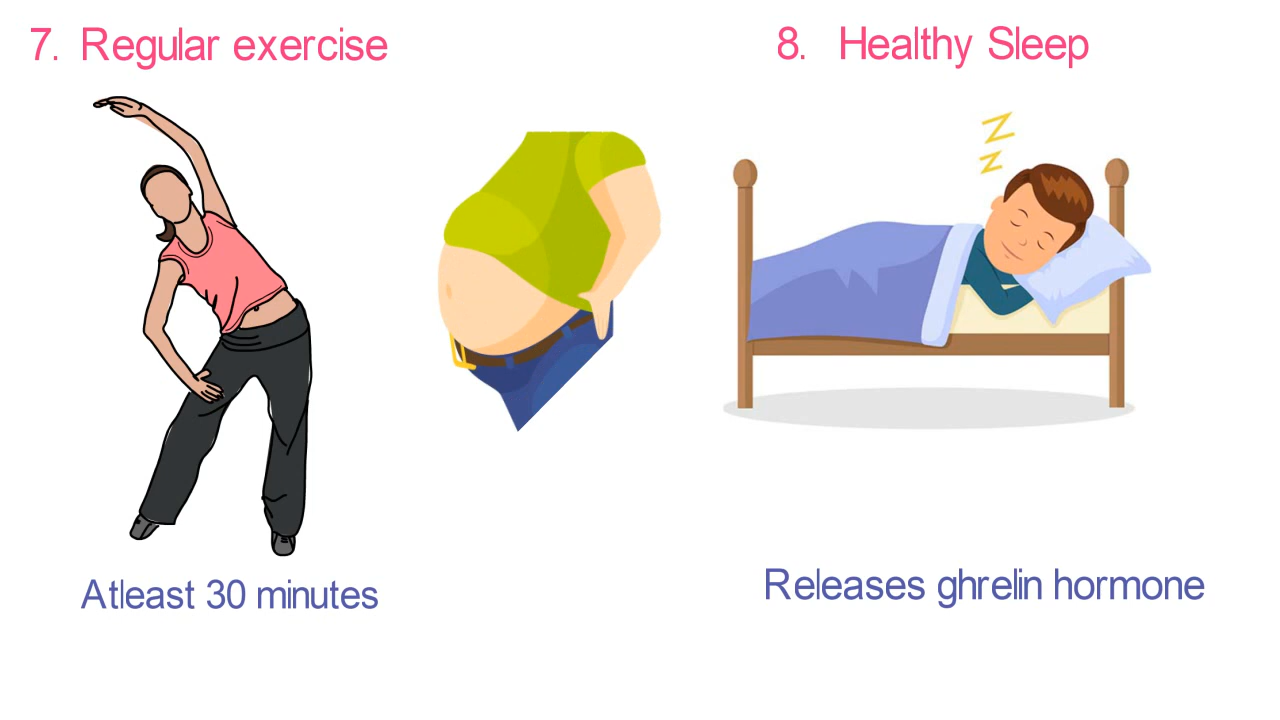 7. Regular exercise
8. Healthy Sleep
Z
Z
Atleast 30 minutes
Releases ghrelin hormone